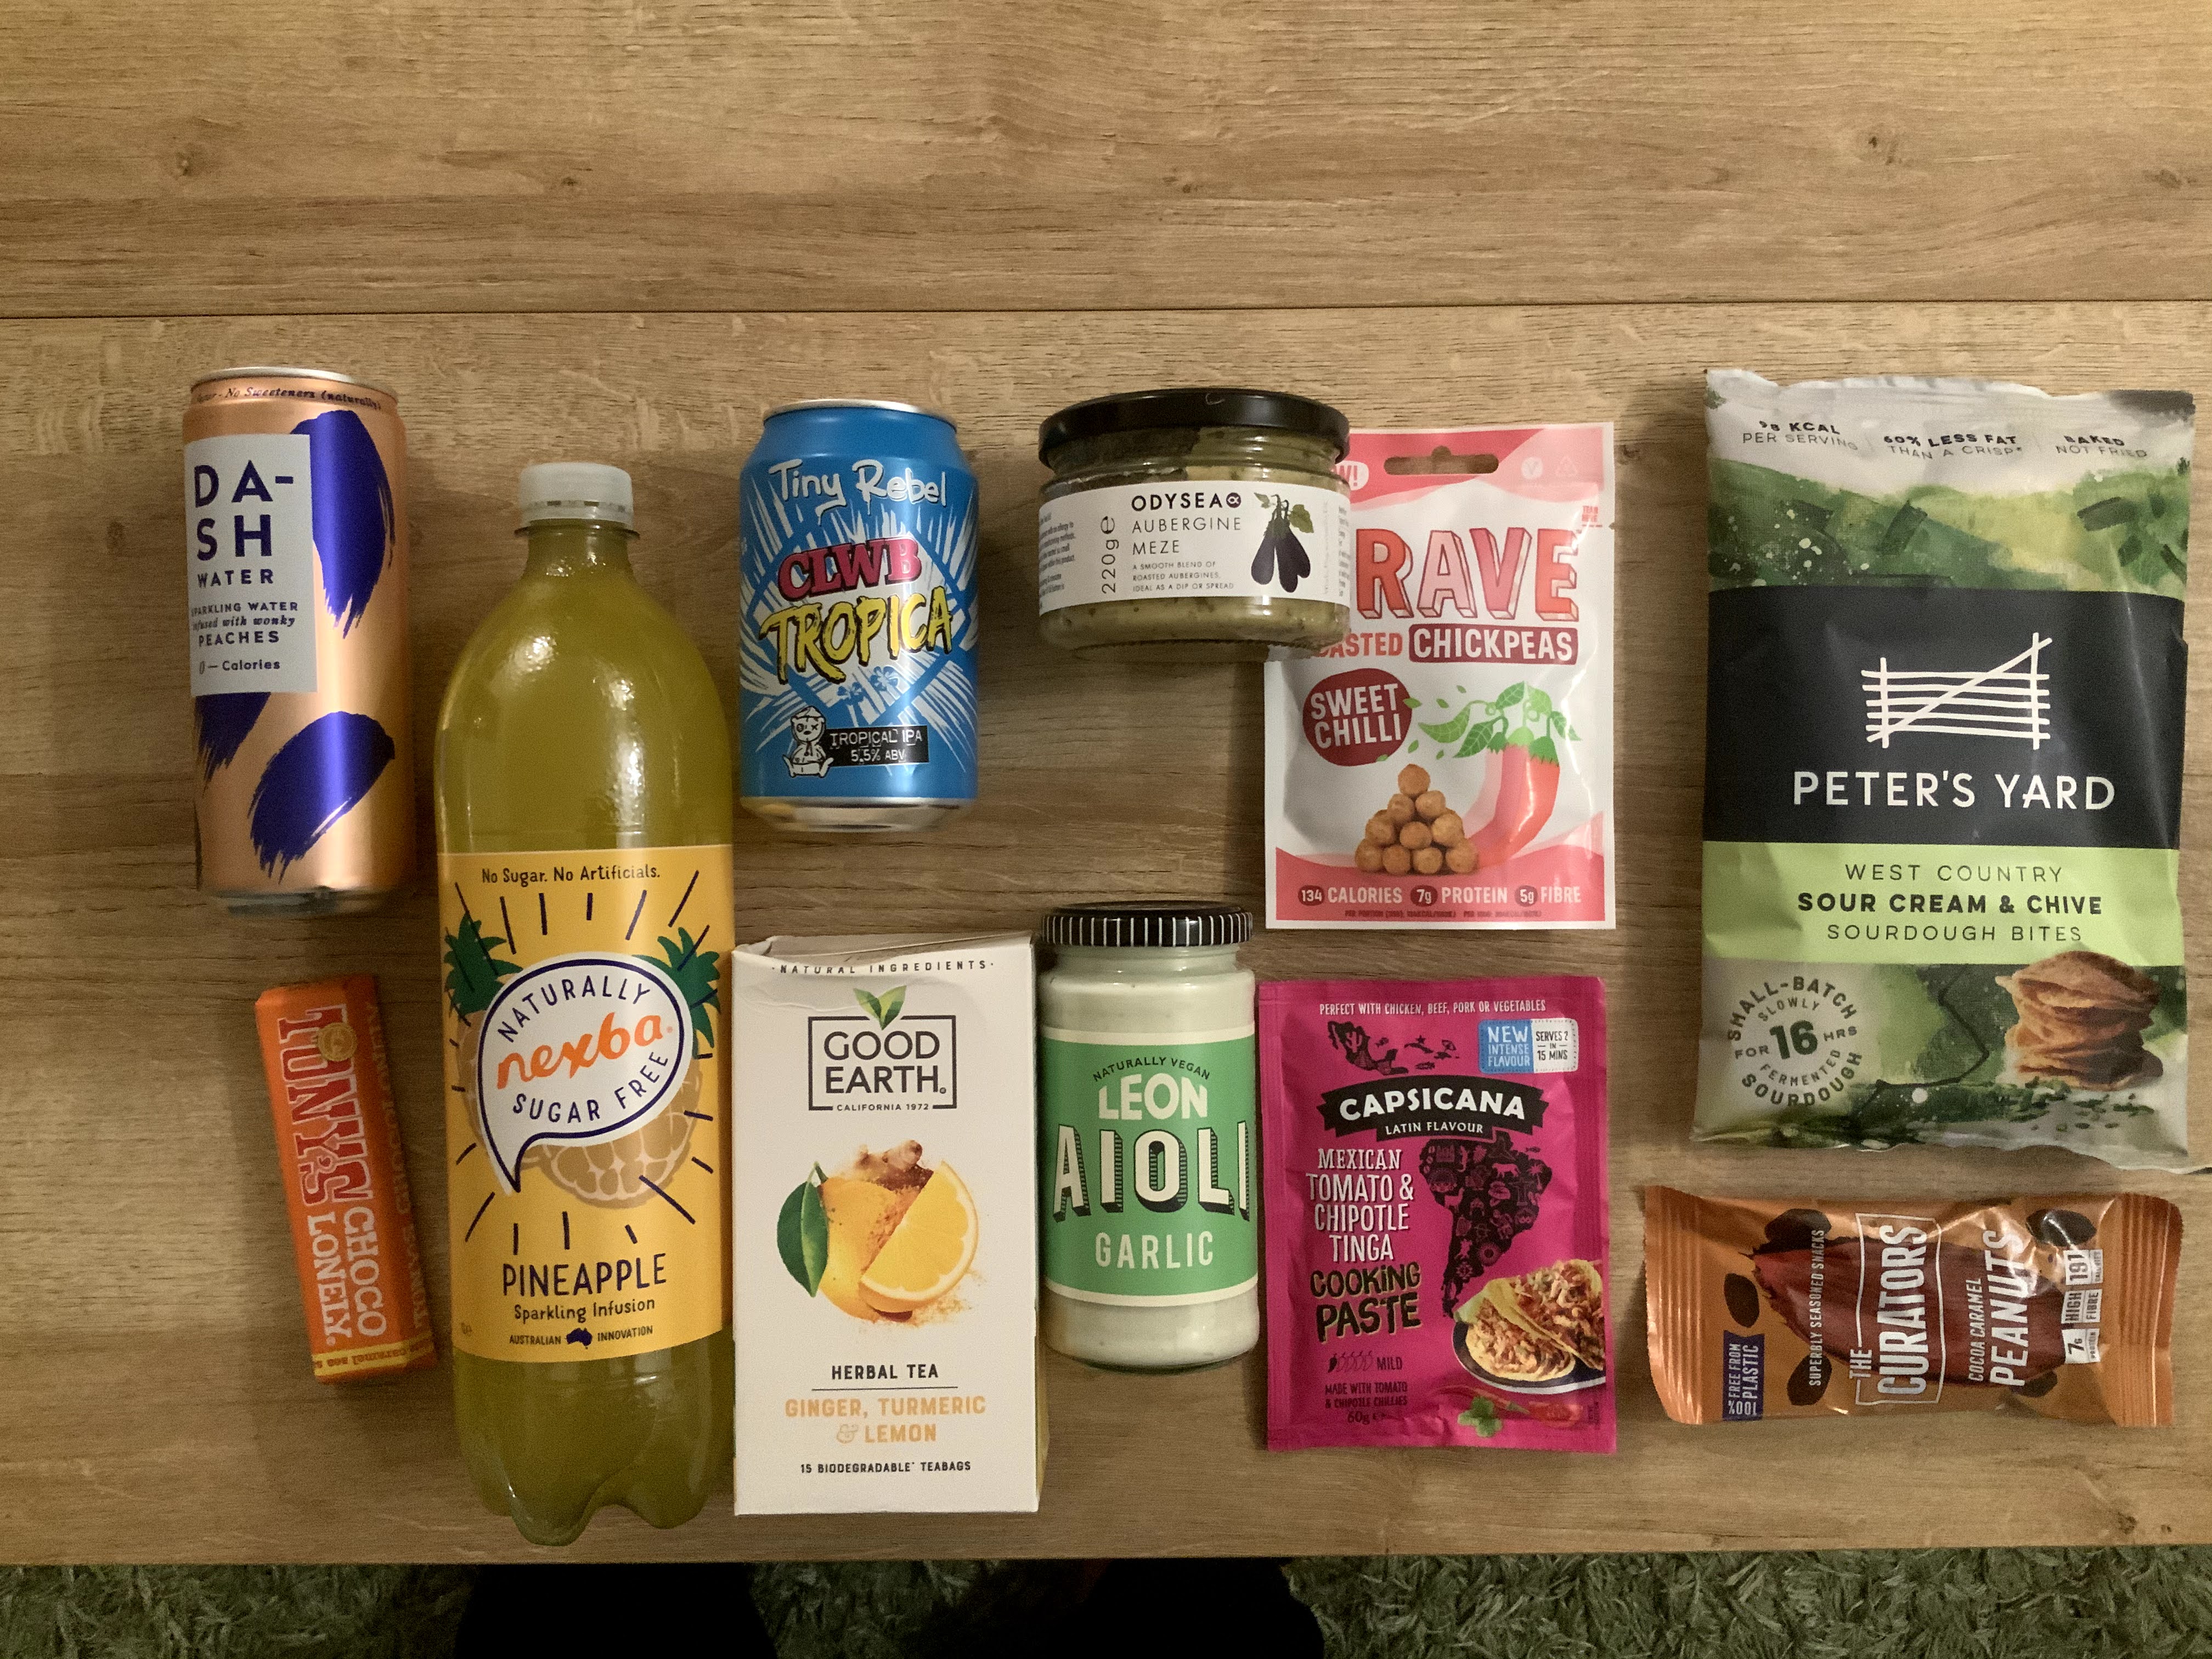 No Sweeteners (naturally)
DA-
SH
WATER
SPARKLING WATER
infused with wonky
PEACHES
0 — Calories
TONY'S
CHOCO
LONELY
No Sugar. No Artificials.
NATURALLY
nexba
SUGAR FREE
PINEAPPLE
Sparkling Infusion
AUSTRALIAN INNOVATION
Tiny Rebel
CLWB
TROPICA
TROPICAL IPA
5,5% ABV
·NATURAL INGREDIENTS·
GOOD
EARTH®
CALIFORNIA 1972
HERBAL TEA
GINGER, TURMERIC
& LEMON
15 BIODEGRADABLE* TEABAGS
220g e
ODYSEA
AUBERGINE
MEZE
A SMOOTH BLEND OF
ROASTED AUBERGINES,
IDEAL AS A DIP OR SPREAD
NATURALLY VEGAN
LEON
AIOLI
GARLIC
RAVE
ASTED CHICKPEAS
SWEET
CHILLI
134 CALORIES 7g PROTEIN 5g FIBRE
PERFECT WITH CHICKEN, BEEF, PORK OR VEGETABLES
NEW
INTENSE
FLAVOUR
SERVES 2
IN
15 MINS
CAPSICANA
LATIN FLAVOUR
MEXICAN
TOMATO &
CHIPOTLE
TINGA
COOKING
PASTE
MILD
MADE WITH TOMATO
& CHIPOTLE CHILLIES
60g e
98 KCAL
PER SERVING
60% LESS FAT
THAN A CRISP*
BAKED
NOT FRIED
PETER'S YARD
WEST COUNTRY
SOUR CREAM & CHIVE
SOURDOUGH BITES
SMALL-BATCH
SLOWLY
FOR 16 HRS
FERMENTED
SOURDOUGH
100% FREE FROM
PLASTIC
SUPERBLY SEASONED SNACKS
THE
CURATORS
COCOA CARAMEL
PEANUTS
7g PROTEIN
HIGH FIBRE
191